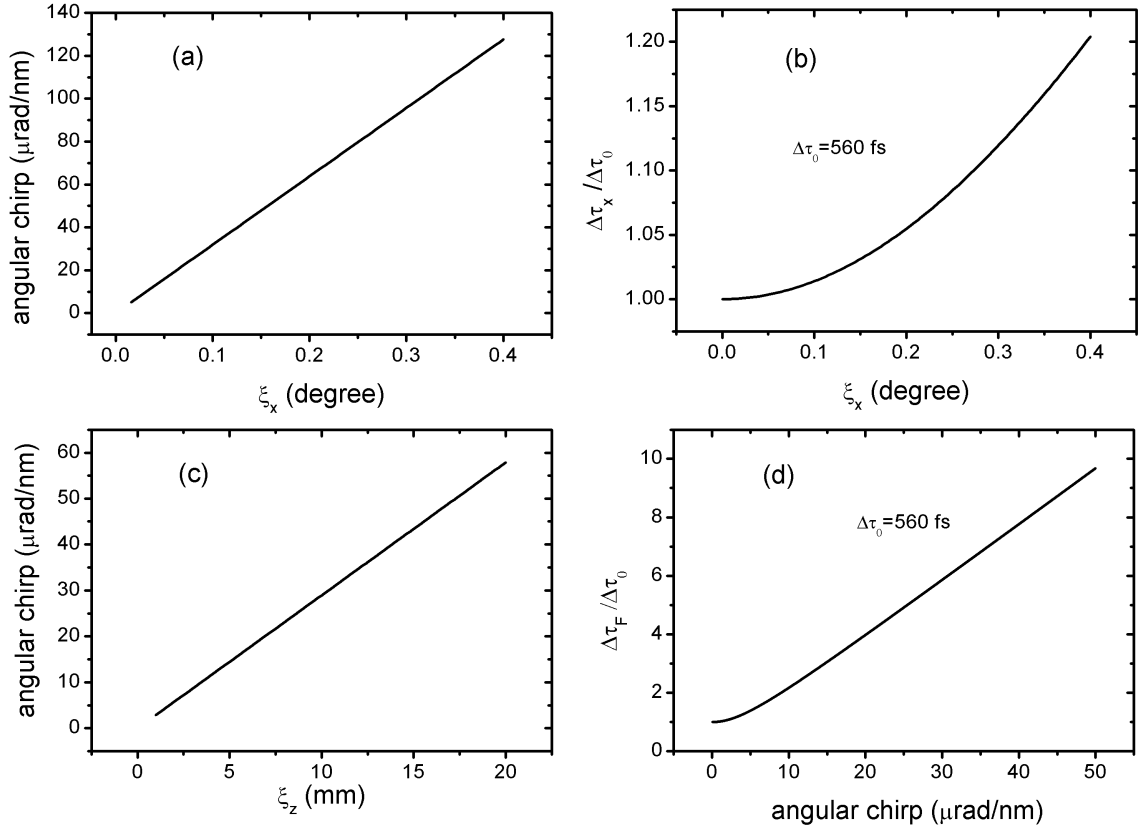 140
120
100
80
60
40
20
0
angular chirp (μrad/nm)
(a)
0.0 0.1 0.2 0.3 0.4
ξx (degree)
1.20
1.15
1.10
1.05
1.00
Δτx /Δτ0
(b)
Δτ0=560 fs
0.0 0.1 0.2 0.3 0.4
ξx (degree)
60
50
40
30
20
10
0
angular chirp (μrad/nm)
(c)
0 5 10 15 20
ξz (mm)
10
8
6
4
2
0
ΔτF /Δτ0
(d)
Δτ0=560 fs
0 10 20 30 40 50
angular chirp (μrad/nm)